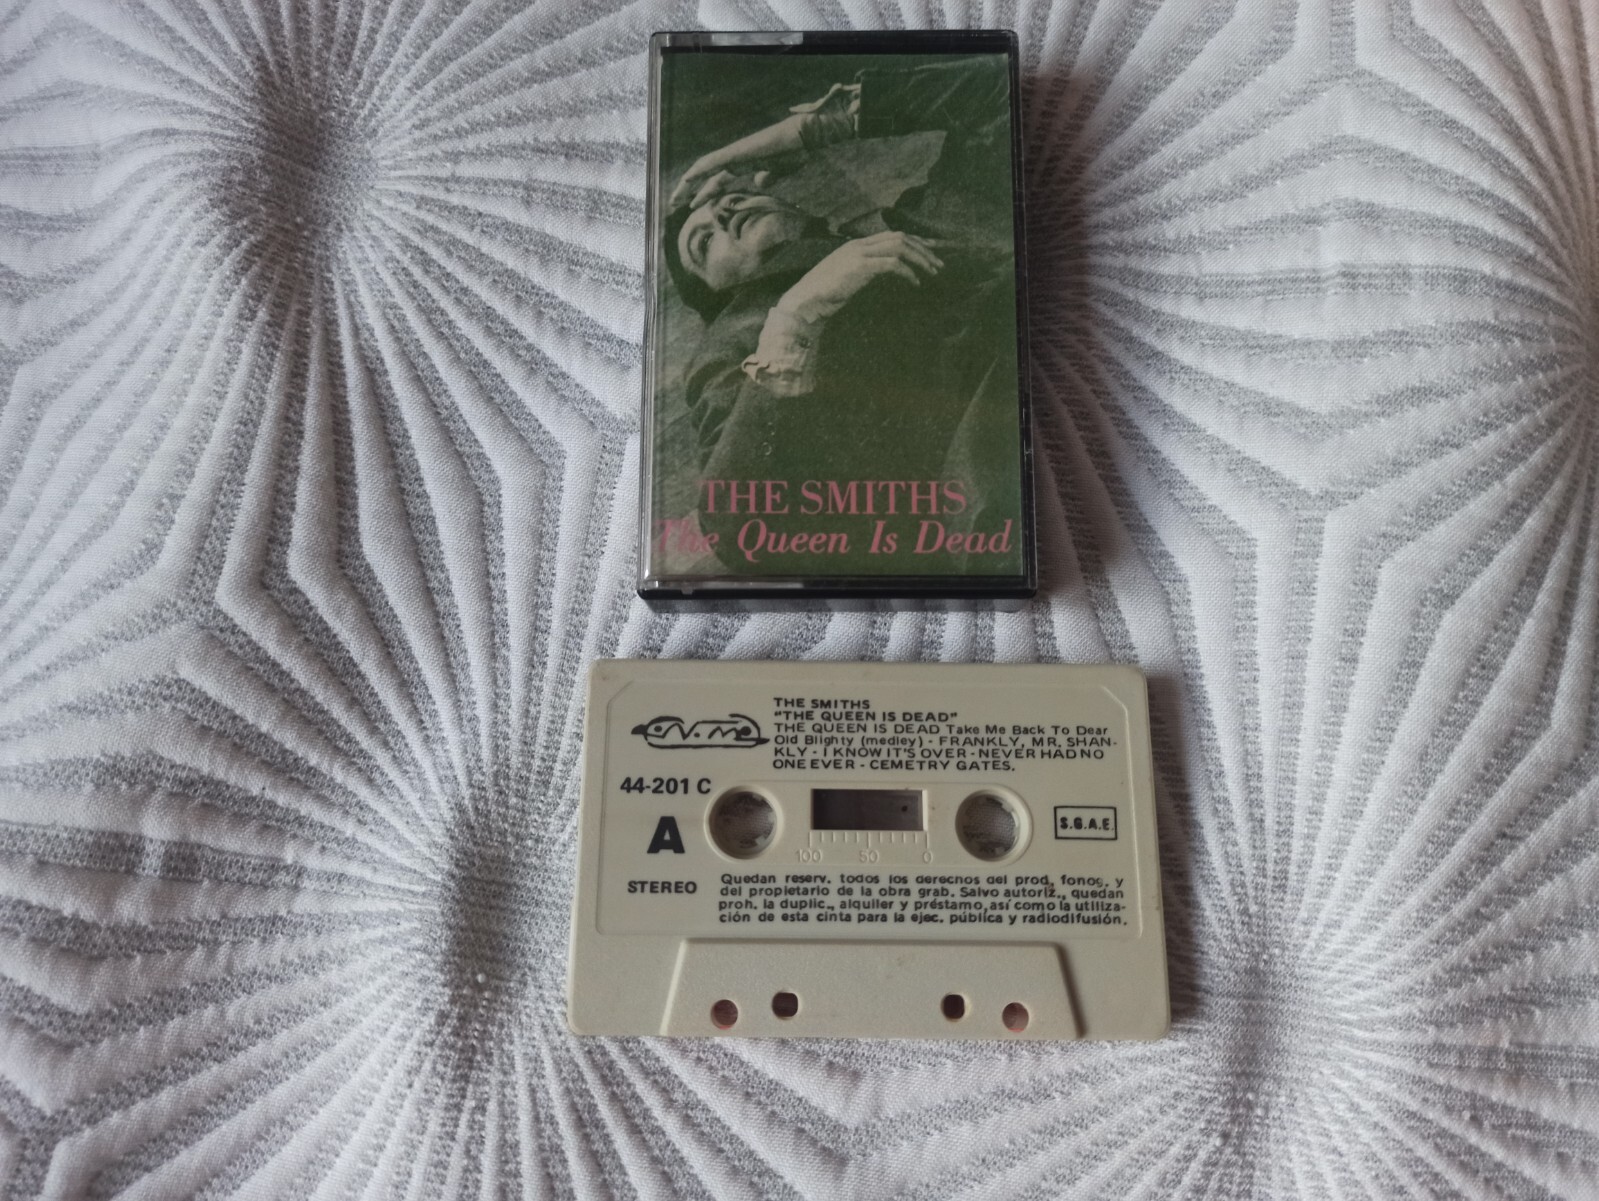 THE SMITHS
The Queen Is Dead
THE SMITHS
"THE QUEEN IS DEAD"
THE QUEEN IS DEAD Take Me Back To Dear
Old Blighty (medley) - FRANKLY, MR. SHAN-
KLY - I KNOW IT'S OVER - NEVER HAD NO
ONE EVER - CEMETRY GATES.
44-201 C
A
S.G.A.E.
100 50 0
STEREO
Quedan reserv. todos los derechos del prod, fonog. y
del propietario de la obra grab. Salvo autoriz., quedan
proh. la duplic., alquiler y préstamo, así como la utiliza-
ción de esta cinta para la ejec. pública y radiodifusión.